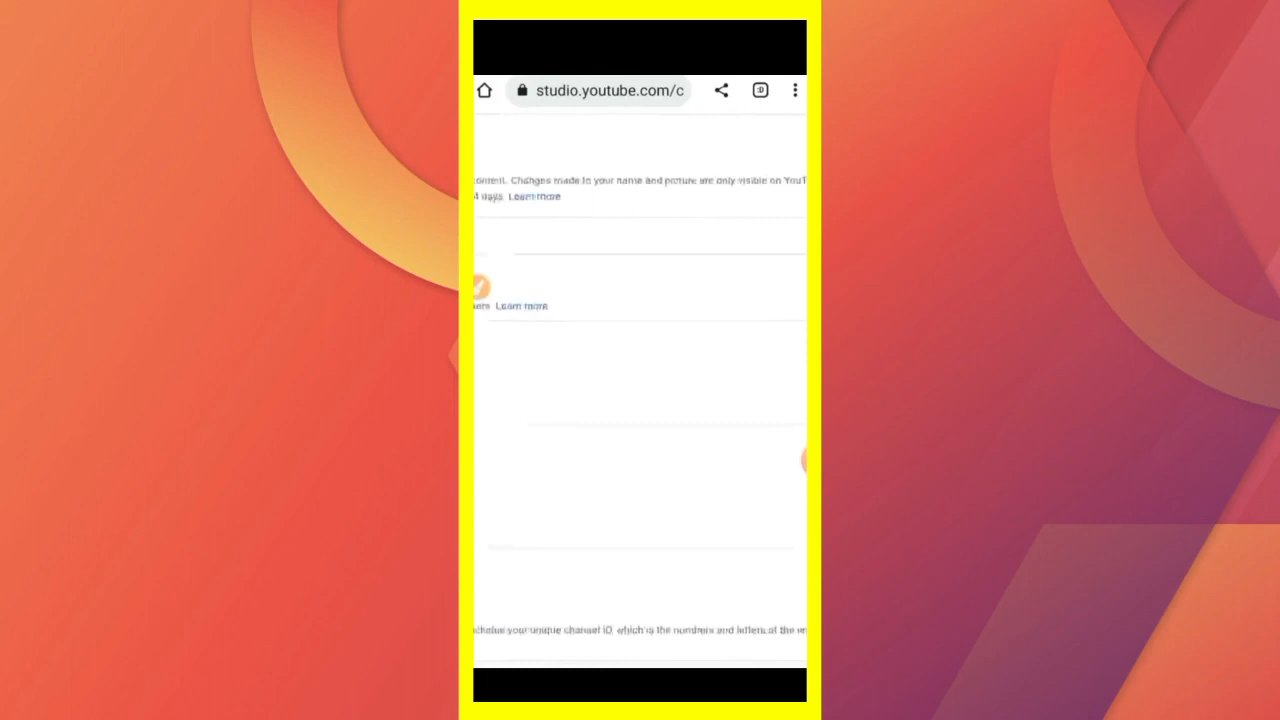 studio.youtube.com/c
:D
Changes made to your name and picture are only visible on YouT
4 days. Learn more
Learn more
your unique channel ID, which is the numbers and letters at the